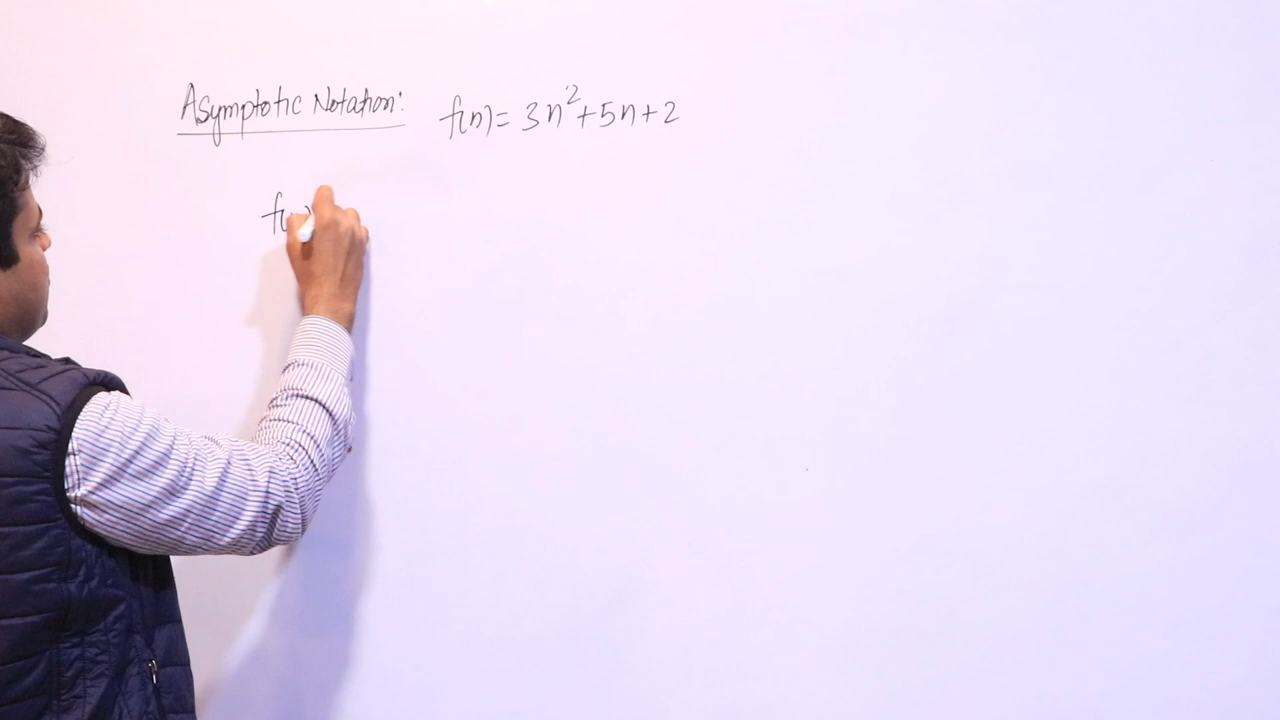 Asymptotic Notation: f(n) = 3n²+5n+2